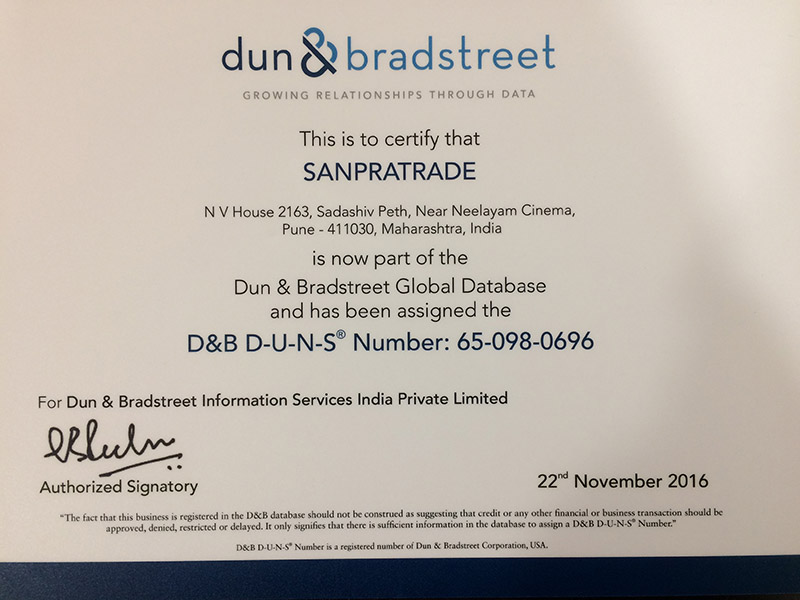 dun & bradstreet
GROWING RELATIONSHIPS THROUGH DATA
This is to certify that
SANPRATRADE
N V House 2163, Sadashiv Peth, Near Neelayam Cinema,
Pune - 411030, Maharashtra, India
is now part of the
Dun & Bradstreet Global Database
and has been assigned the
D&B D-U-N-S® Number: 65-098-0696
For Dun & Bradstreet Information Services India Private Limited
Authorized Signatory
22nd November 2016
“The fact that this business is registered in the D&B database should not be construed as suggesting that credit or any other financial or business transaction should be
approved, denied, restricted or delayed. It only signifies that there is sufficient information in the database to assign a D&B D-U-N-S® Number.”
D&B D-U-N-S® Number is a registered number of Dun & Bradstreet Corporation, USA.